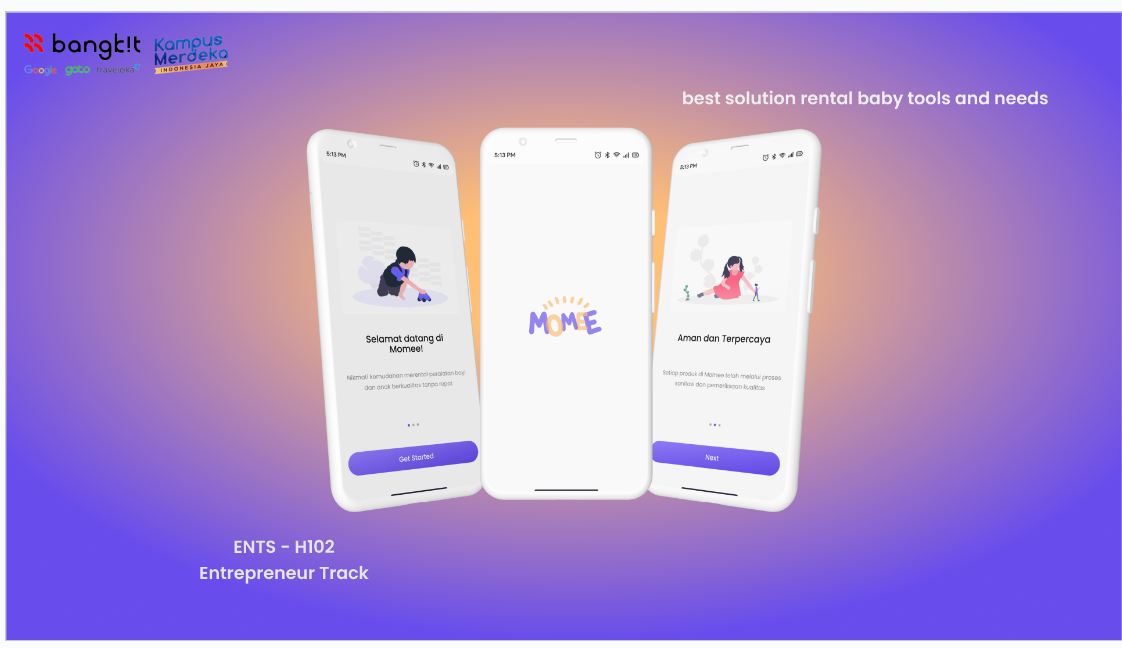 bangk!t
Kampus
Merdeka
INDONESIA JAYA
Google goto traveloka
best solution rental baby tools and needs
5:13 PM
Selamat datang di
Momee!
Nikmati kemudahan merental peralatan bayi
dan anak berkualitas tanpa repot
Get Started
5:13 PM
MOMEE
5:13 PM
Aman dan Terpercaya
Setiap produk di Momee telah melalui proses
sanitasi dan pemeriksaan kualitas.
Next
ENTS - H102
Entrepreneur Track